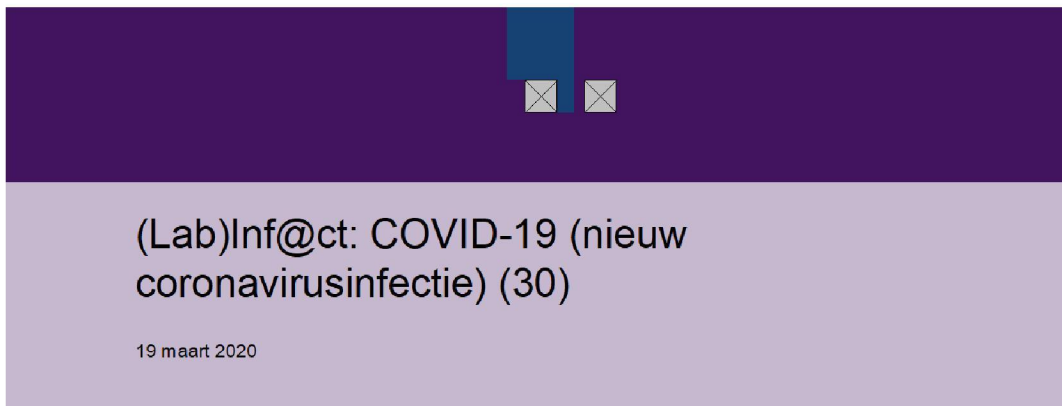 (Lab)Inf@ct: COVID-19 (nieuw
coronavirusinfectie) (30)
19 maart 2020